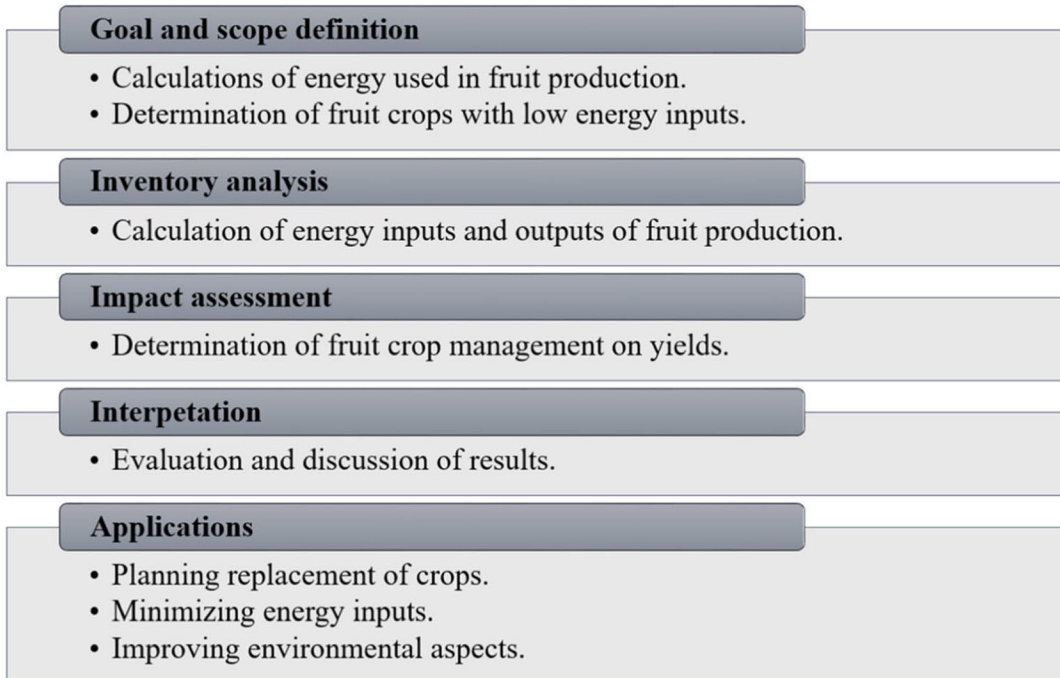 Goal and scope definition
• Calculations of energy used in fruit production.
• Determination of fruit crops with low energy inputs.
Inventory analysis
• Calculation of energy inputs and outputs of fruit production.
Impact assessment
• Determination of fruit crop management on yields.
Interpetation
• Evaluation and discussion of results.
Applications
• Planning replacement of crops.
• Minimizing energy inputs.
• Improving environmental aspects.